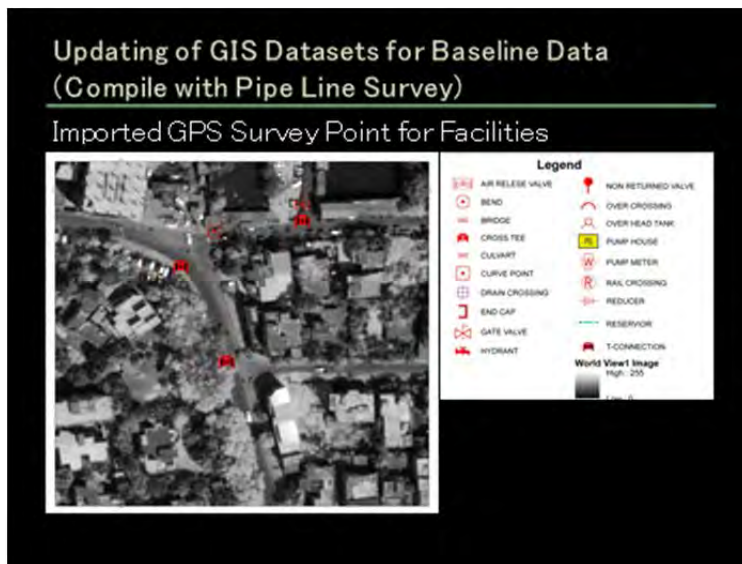 Updating of GIS Datasets for Baseline Data
(Compile with Pipe Line Survey)
Imported GPS Survey Point for Facilities
Legend
AIR RELESE VALVE
BEND
BRIDGE
CROSS TEE
CULVART
CURVE POINT
DRAIN CROSSING
END CAP
GATE VALVE
HYDRANT
NON RETURNED VALVE
OVER CROSSING
OVER HEAD TANK
PUMP HOUSE
W PUMP METER
R RAIL CROSSING
REDUCER
RESERVIOR
T-CONNECTION
World View1 Image
High : 255
Low : 0